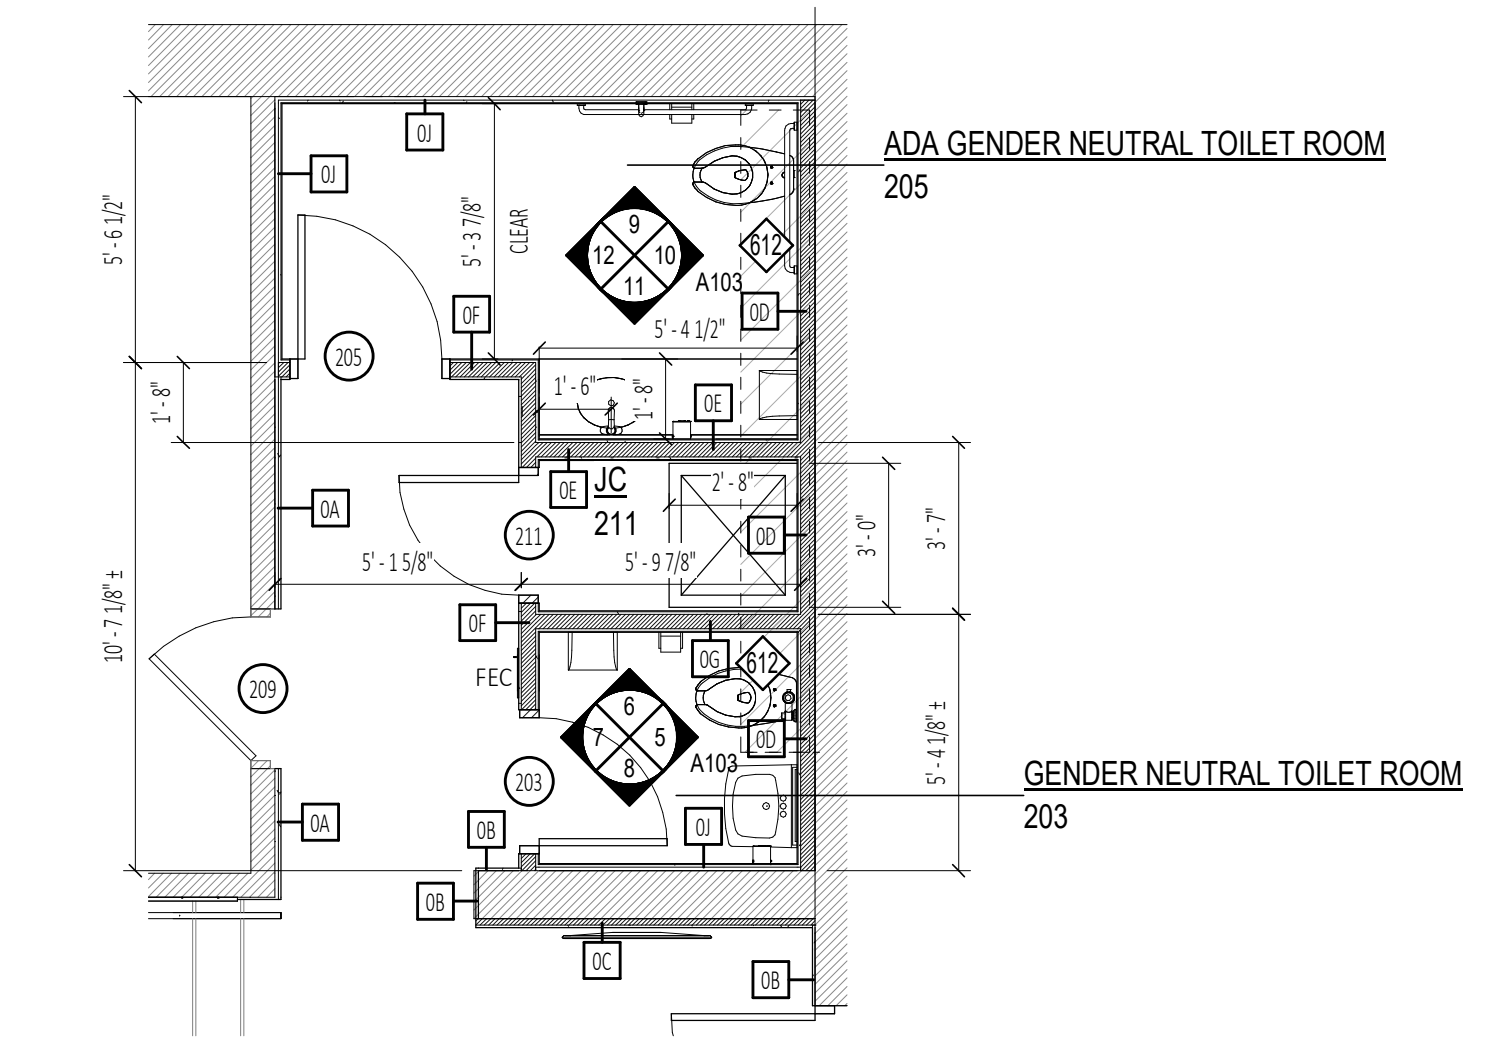 0J
0J
ADA GENDER NEUTRAL TOILET ROOM
205
5' - 6 1/2"
5' - 3 7/8"
CLEAR
9
12
10
11
A103
612
0D
0F
5' - 4 1/2"
205
1' - 8"
1' - 6"
1' - 8"
0E
0E
JC
211
2' - 8"
0A
211
0D
3' - 0"
3' - 7"
5' - 1 5/8"
5' - 9 7/8"
10' - 7 1/8" ±
0F
0G
612
FEC
209
6
7
5
8
A103
0D
5' - 4 1/8" ±
203
GENDER NEUTRAL TOILET ROOM
203
0A
0B
0J
0B
0C
0B